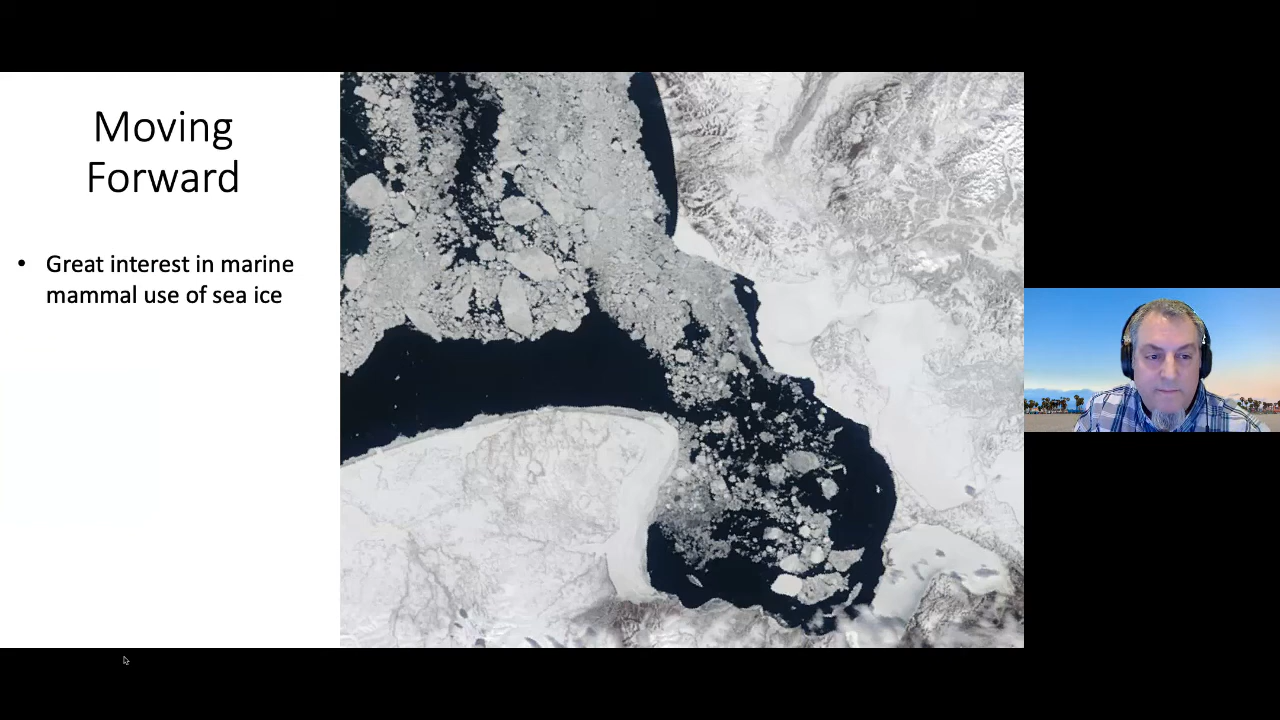 Moving
Forward
• Great interest in marine
mammal use of sea ice